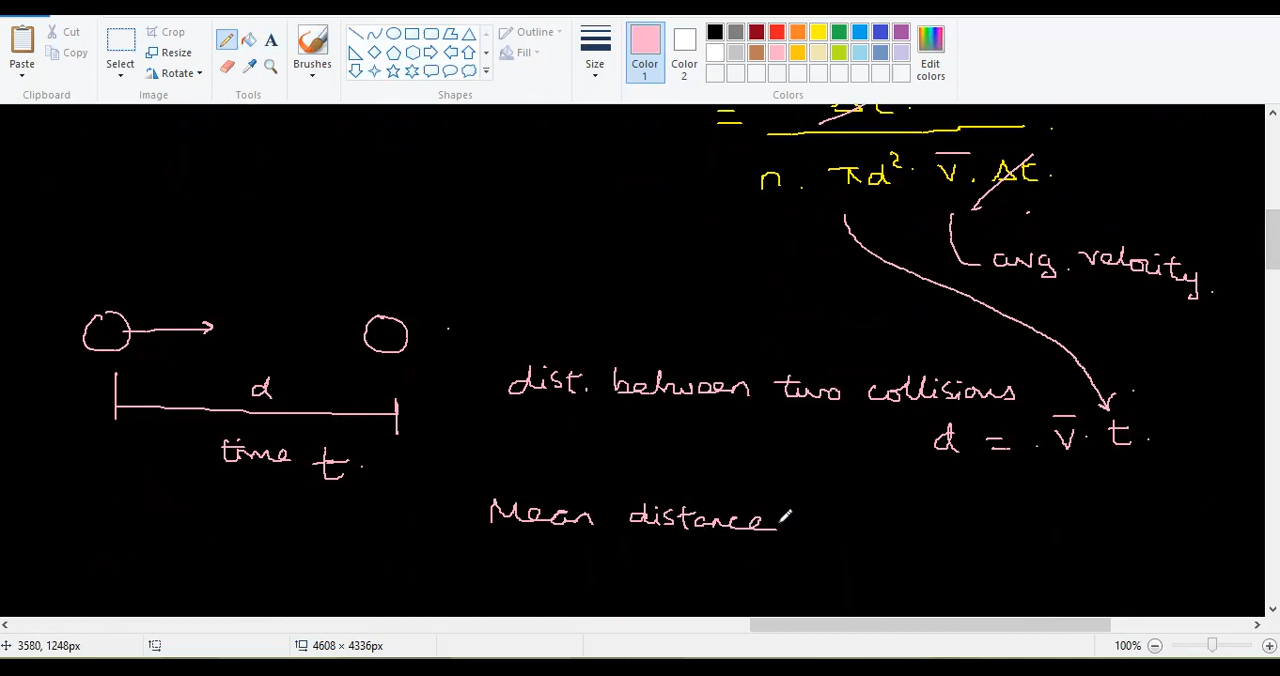 Paste
Cut
Copy
Clipboard
Select
Crop
Resize
Rotate
Image
A
Tools
Brushes
Outline
Fill
Shapes
Size
Color 1
Color 2
Edit colors
Colors
=
n . πd² . v̅ . Δt .
avg. velocity .
d
time t .
dist. between two collisions
d = . v̅ . t .
Mean distance
3580, 1248px
4608 × 4336px
100%